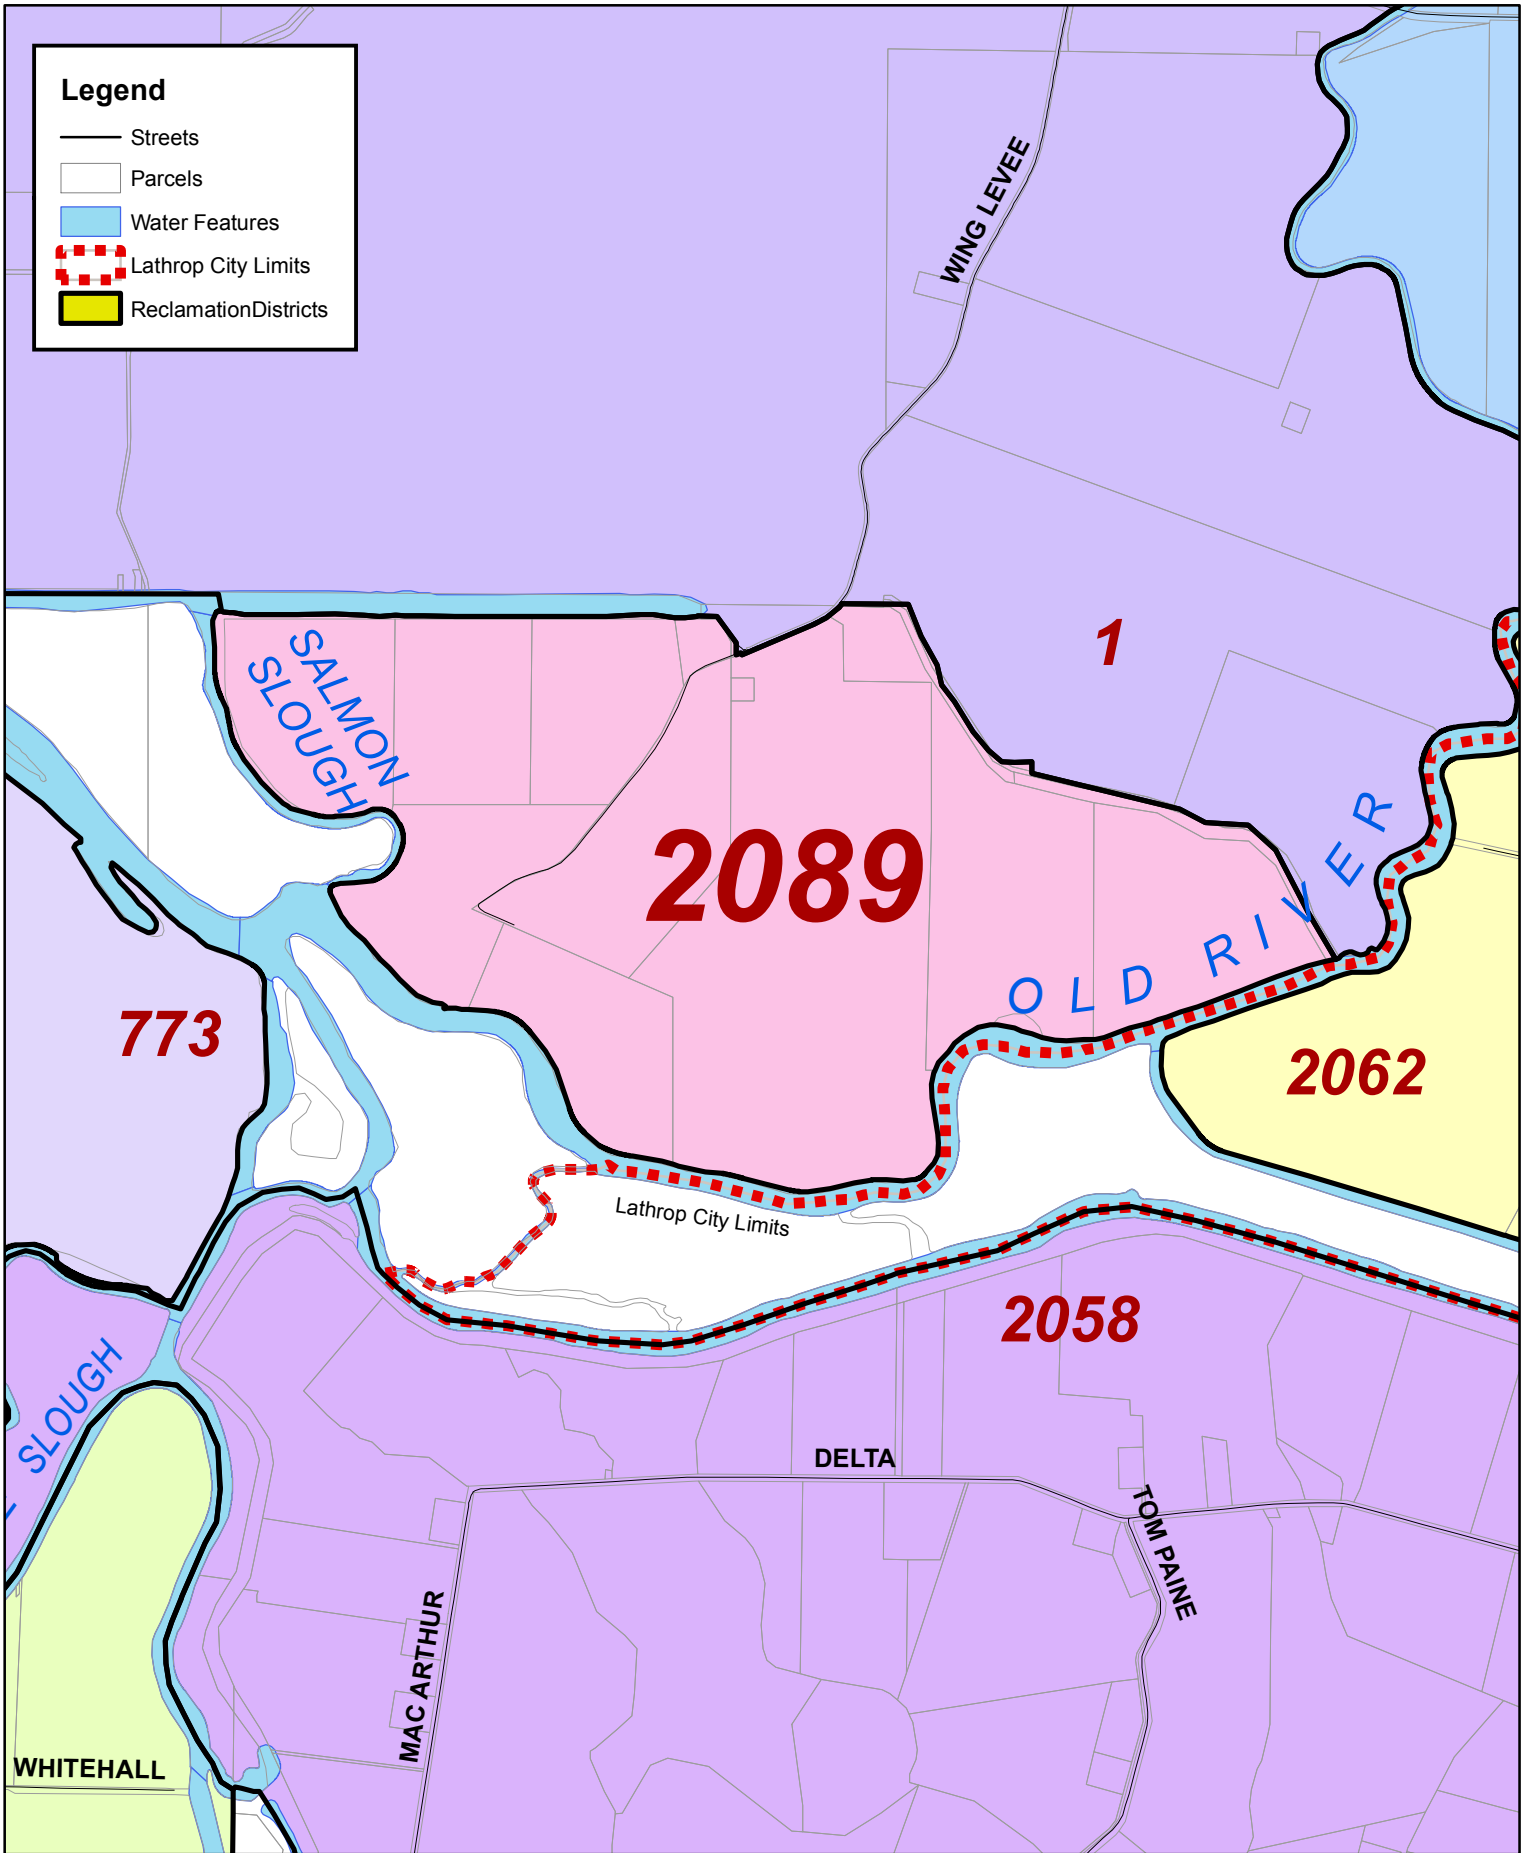 Legend
Streets
Parcels
Water Features
Lathrop City Limits
ReclamationDistricts
WING LEVEE
1
SALMON
SLOUGH
2089
OLD RIVER
773
2062
Lathrop City Limits
2058
SLOUGH
DELTA
TOM PAINE
MAC ARTHUR
WHITEHALL